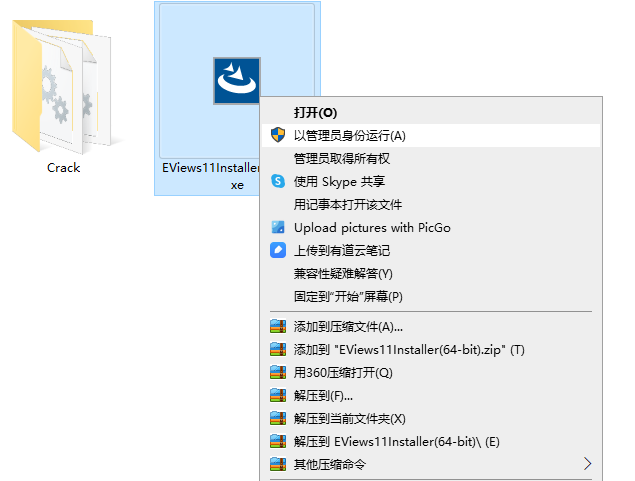 Crack
EViews11Installer
xe
打开(O)
以管理员身份运行(A)
管理员取得所有权
使用 Skype 共享
用记事本打开该文件
Upload pictures with PicGo
上传到有道云笔记
兼容性疑难解答(Y)
固定到"开始"屏幕(P)
添加到压缩文件(A)...
添加到 "EViews11Installer(64-bit).zip" (T)
用360压缩打开(Q)
解压到(F)...
解压到当前文件夹(X)
解压到 EViews11Installer(64-bit)\ (E)
其他压缩命令